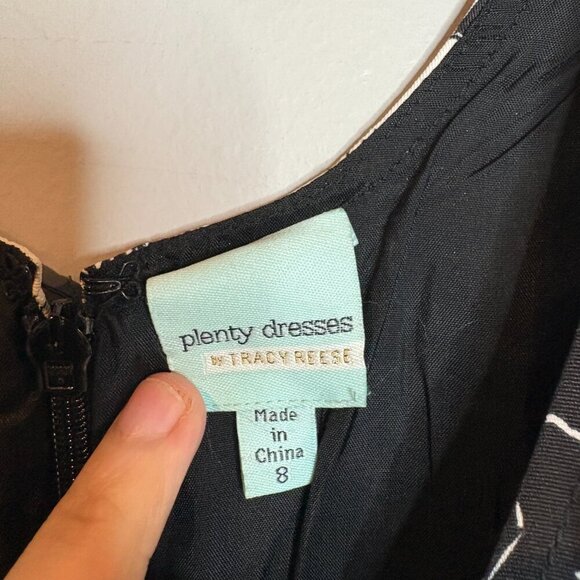 plenty dresses
by TRACY REESE
Made
in
China
8